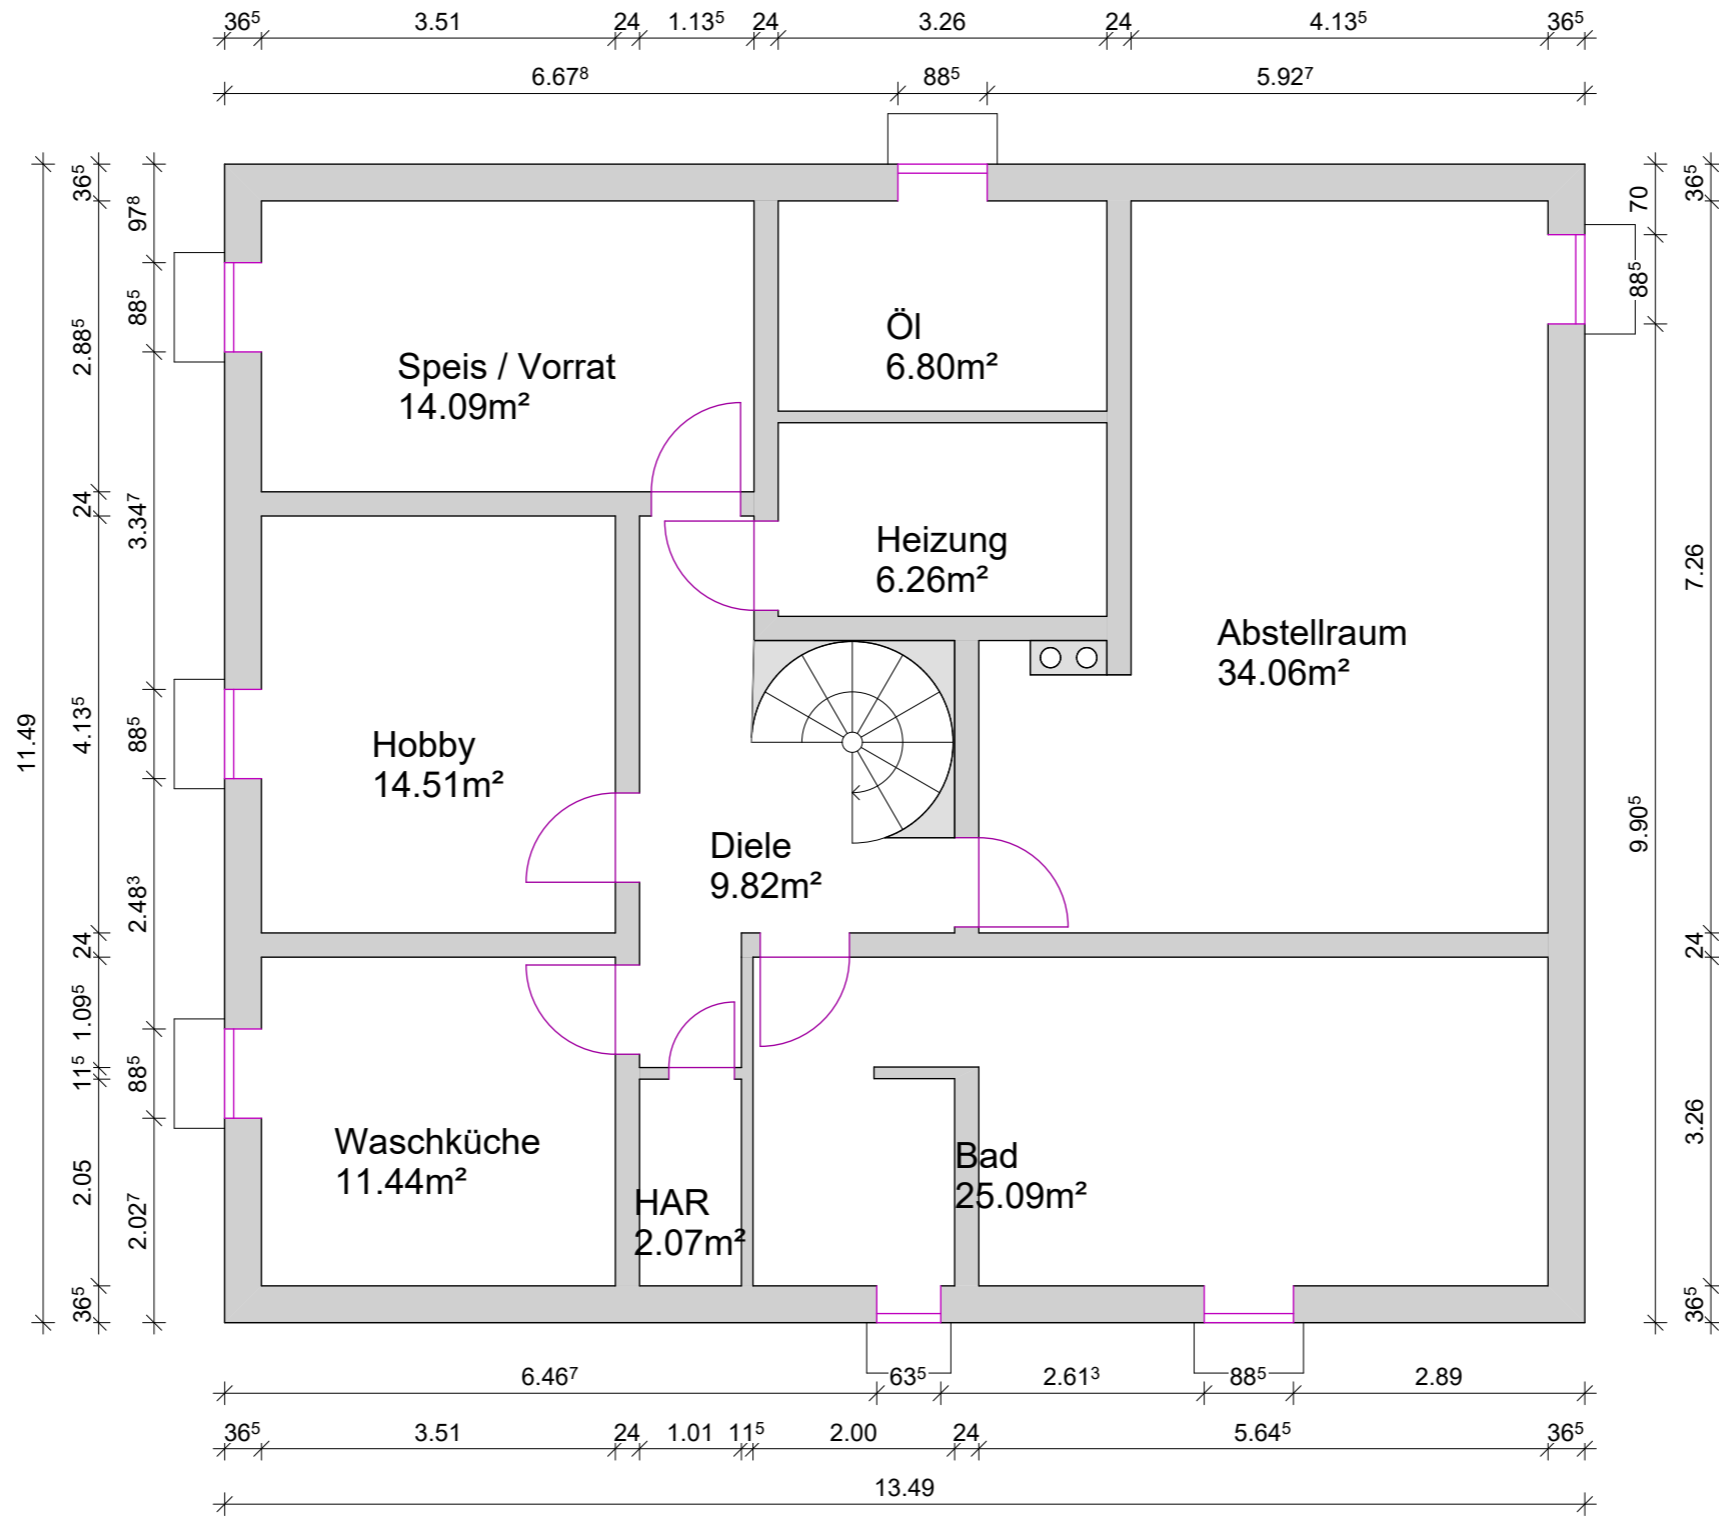 36⁵ 3.51 24 1.13⁵ 24 3.26 24 4.13⁵ 36⁵
6.67⁸ 88⁵ 5.92⁷
11.49
36⁵
2.88⁵
24
4.13⁵
24
1.09⁵
11⁵
2.05
36⁵
97⁸
88⁵
3.34⁷
88⁵
2.48³
88⁵
2.02⁷
Speis / Vorrat
14.09m²
Öl
6.80m²
Heizung
6.26m²
Abstellraum
34.06m²
Hobby
14.51m²
Diele
9.82m²
Waschküche
11.44m²
HAR
2.07m²
Bad
25.09m²
70
88⁵
9.90⁵
36⁵
7.26
24
3.26
36⁵
6.46⁷ 63⁵ 2.61³ 88⁵ 2.89
36⁵ 3.51 24 1.01 11⁵ 2.00 24 5.64⁵ 36⁵
13.49